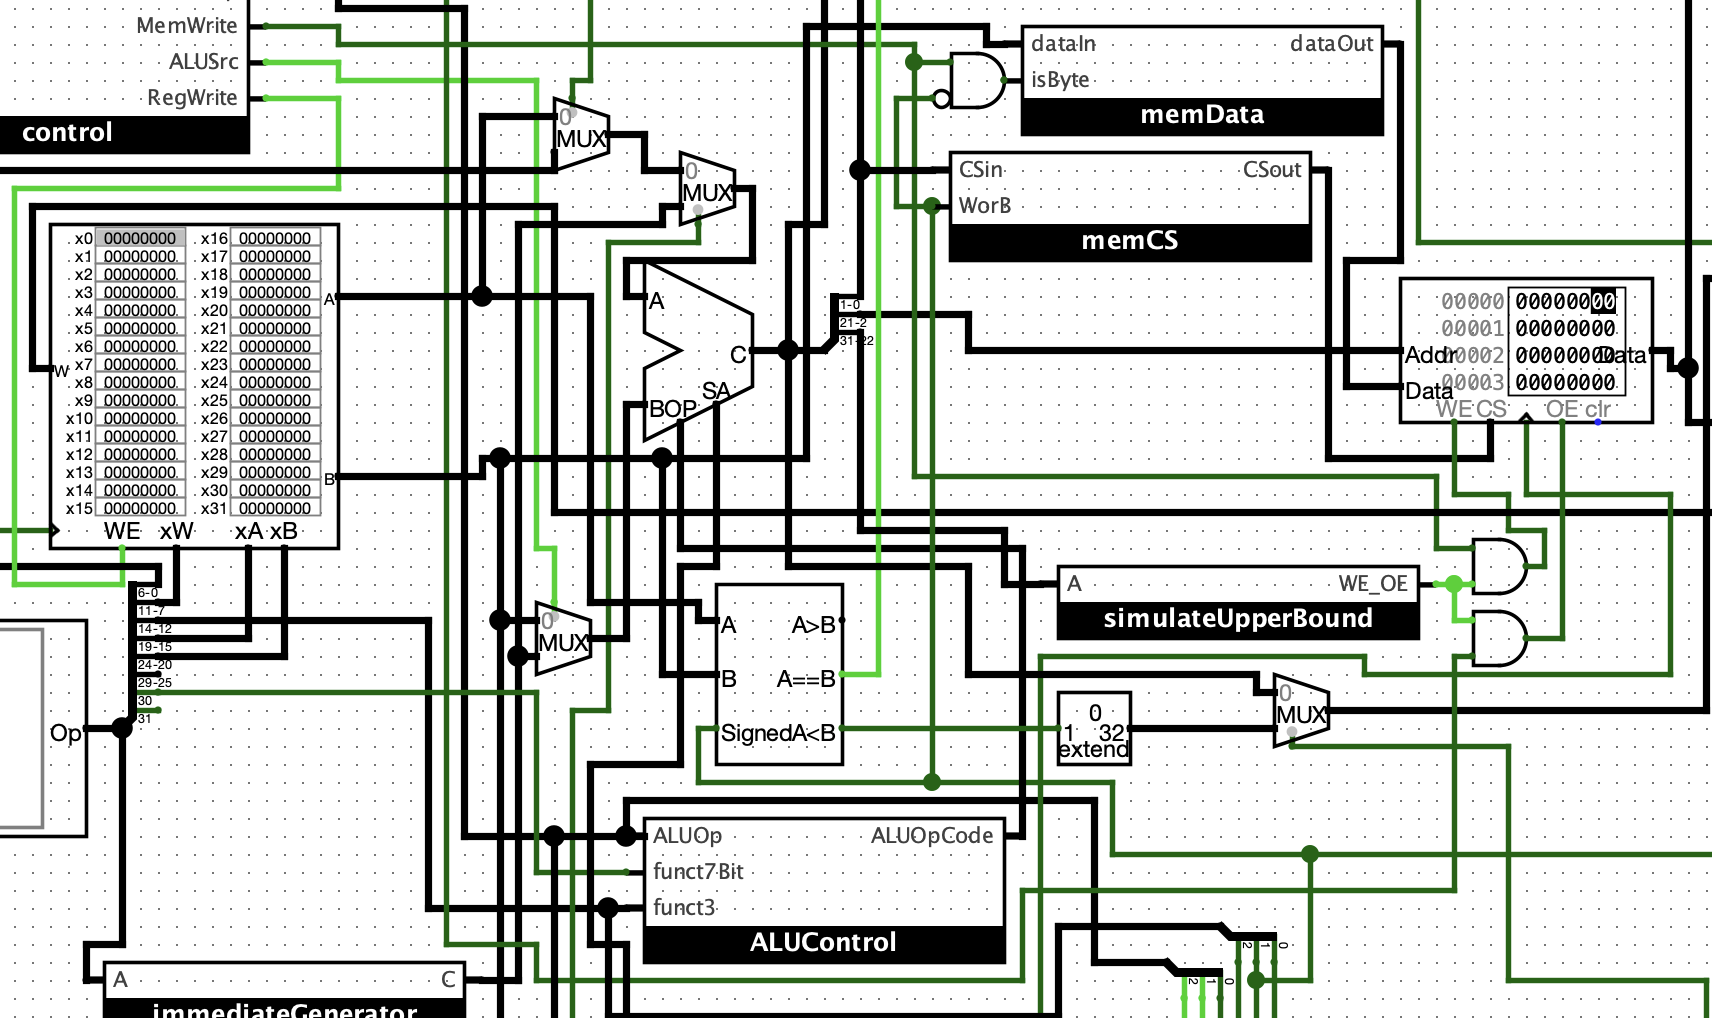 MemWrite
ALUSrc
RegWrite
control
0
MUX
0
MUX
dataIn dataOut
isByte
memData
CSin CSout
WorB
memCS
x0 00000000 x16 00000000
x1 00000000 x17 00000000
x2 00000000 x18 00000000
x3 00000000 x19 00000000
x4 00000000 x20 00000000
x5 00000000 x21 00000000
x6 00000000 x22 00000000
x7 00000000 x23 00000000
x8 00000000 x24 00000000
x9 00000000 x25 00000000
x10 00000000 x26 00000000
x11 00000000 x27 00000000
x12 00000000 x28 00000000
x13 00000000 x29 00000000
x14 00000000 x30 00000000
x15 00000000 x31 00000000
A
W
B
WE xW xA xB
A
C
SA
BOP
1-0
21-2
31-22
00000 00000000
00001 00000000
00002 00000000
00003 00000000
Addr
Data
Data
WE CS OE clr
6-0
11-7
14-12
19-15
24-20
29-25
30
31
Op
0
MUX
A A>B
B A==B
Signed A<B
A WE_OE
simulateUpperBound
0
1 32
extend
0
MUX
ALUOp ALUOpCode
funct7Bit
funct3
ALUControl
2 1 0
2 1 0
A C
immediateGenerator